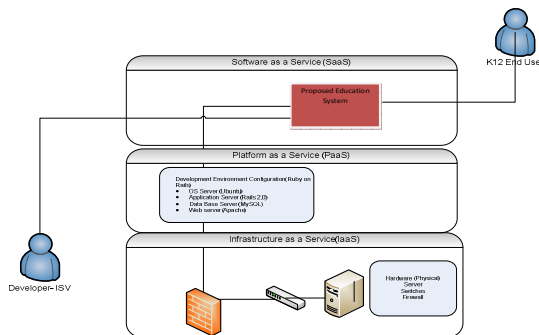 Software as a Service (SaaS)
K12 End Use
Proposed Education
System
Platform as a Service (PaaS)
Development Environment Configuration(Ruby on
Rails)
• OS Server(Ubuntu)
• Application Server(Rails 2.0)
• Data Base Server(MySQL)
• Web server(Apache)
Infrastructure as a Service(IaaS)
Hardware (Physical)
Server
Switches
Firewall
Developer- ISV